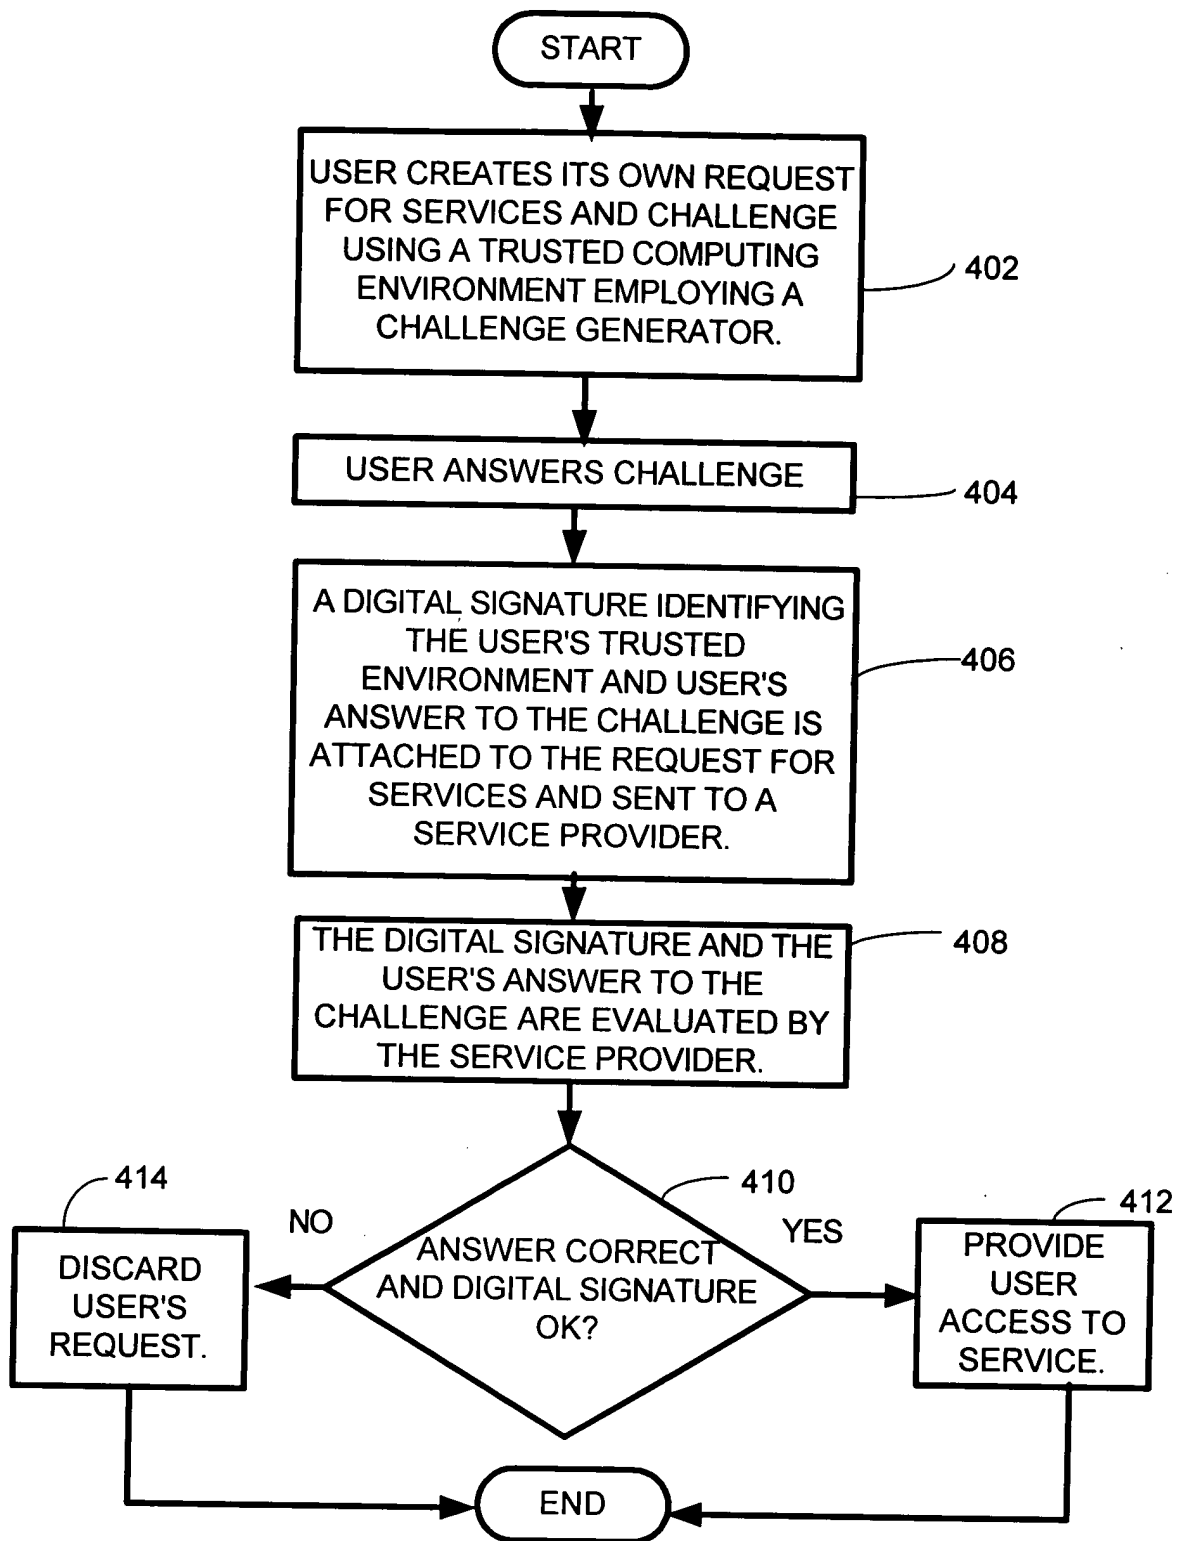 START
USER CREATES ITS OWN REQUEST
FOR SERVICES AND CHALLENGE
USING A TRUSTED COMPUTING
ENVIRONMENT EMPLOYING A
CHALLENGE GENERATOR.
402
USER ANSWERS CHALLENGE
404
A DIGITAL SIGNATURE IDENTIFYING
THE USER'S TRUSTED
ENVIRONMENT AND USER'S
ANSWER TO THE CHALLENGE IS
ATTACHED TO THE REQUEST FOR
SERVICES AND SENT TO A
SERVICE PROVIDER.
406
THE DIGITAL SIGNATURE AND THE
USER'S ANSWER TO THE
CHALLENGE ARE EVALUATED BY
THE SERVICE PROVIDER.
408
410
ANSWER CORRECT
AND DIGITAL SIGNATURE
OK?
NO
YES
414
DISCARD
USER'S
REQUEST.
412
PROVIDE
USER
ACCESS TO
SERVICE.
END